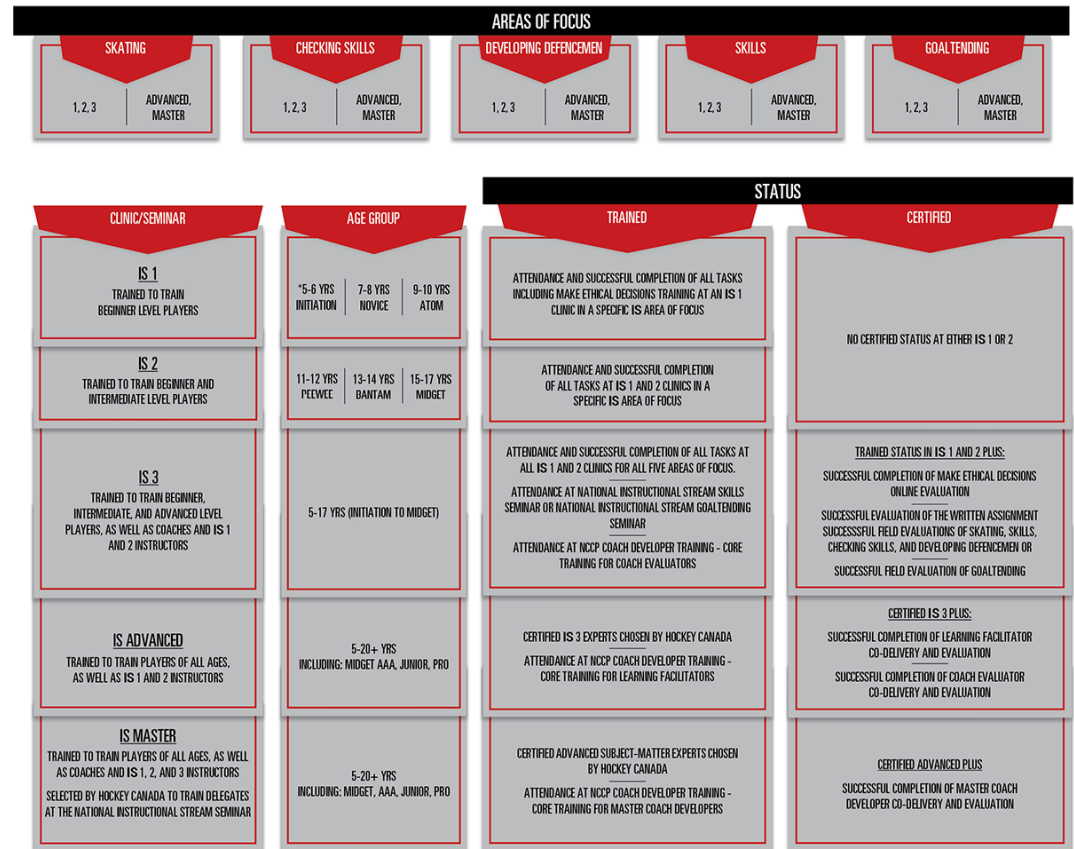 AREAS OF FOCUS
SKATING
1, 2, 3
ADVANCED,
MASTER
CHECKING SKILLS
1, 2, 3
ADVANCED,
MASTER
DEVELOPING DEFENCEMEN
1, 2, 3
ADVANCED,
MASTER
SKILLS
1, 2, 3
ADVANCED,
MASTER
GOALTENDING
1, 2, 3
ADVANCED,
MASTER
STATUS
CLINIC/SEMINAR
AGE GROUP
TRAINED
CERTIFIED
IS 1
TRAINED TO TRAIN
BEGINNER LEVEL PLAYERS
*5-6 YRS
INITIATION
7-8 YRS
NOVICE
9-10 YRS
ATOM
ATTENDANCE AND SUCCESSFUL COMPLETION OF ALL TASKS
INCLUDING MAKE ETHICAL DECISIONS TRAINING AT AN IS 1
CLINIC IN A SPECIFIC IS AREA OF FOCUS
NO CERTIFIED STATUS AT EITHER IS 1 OR 2
IS 2
TRAINED TO TRAIN BEGINNER AND
INTERMEDIATE LEVEL PLAYERS
11-12 YRS
PEEWEE
13-14 YRS
BANTAM
15-17 YRS
MIDGET
ATTENDANCE AND SUCCESSFUL COMPLETION
OF ALL TASKS AT IS 1 AND 2 CLINICS IN A
SPECIFIC IS AREA OF FOCUS
IS 3
TRAINED TO TRAIN BEGINNER,
INTERMEDIATE, AND ADVANCED LEVEL
PLAYERS, AS WELL AS COACHES AND IS 1
AND 2 INSTRUCTORS
5-17 YRS (INITIATION TO MIDGET)
ATTENDANCE AND SUCCESSFUL COMPLETION OF ALL TASKS AT
ALL IS 1 AND 2 CLINICS FOR ALL FIVE AREAS OF FOCUS.
ATTENDANCE AT NATIONAL INSTRUCTIONAL STREAM SKILLS
SEMINAR OR NATIONAL INSTRUCTIONAL STREAM GOALTENDING
SEMINAR
ATTENDANCE AT NCCP COACH DEVELOPER TRAINING - CORE
TRAINING FOR COACH EVALUATORS
TRAINED STATUS IN IS 1 AND 2 PLUS:
SUCCESSFUL COMPLETION OF MAKE ETHICAL DECISIONS
ONLINE EVALUATION
SUCCESSFUL EVALUATION OF THE WRITTEN ASSIGNMENT
SUCCESSSFUL FIELD EVALUATIONS OF SKATING, SKILLS,
CHECKING SKILLS, AND DEVELOPING DEFENCEMEN OR
SUCCESSFUL FIELD EVALUATION OF GOALTENDING
IS ADVANCED
TRAINED TO TRAIN PLAYERS OF ALL AGES,
AS WELL AS IS 1 AND 2 INSTRUCTORS
5-20+ YRS
INCLUDING: MIDGET AAA, JUNIOR, PRO
CERTIFIED IS 3 EXPERTS CHOSEN BY HOCKEY CANADA
ATTENDANCE AT NCCP COACH DEVELOPER TRAINING -
CORE TRAINING FOR LEARNING FACILITATORS
CERTIFIED IS 3 PLUS:
SUCCESSFUL COMPLETION OF LEARNING FACILITATOR
CO-DELIVERY AND EVALUATION
SUCCESSFUL COMPLETION OF COACH EVALUATOR
CO-DELIVERY AND EVALUATION
IS MASTER
TRAINED TO TRAIN PLAYERS OF ALL AGES, AS WELL
AS COACHES AND IS 1, 2, AND 3 INSTRUCTORS
SELECTED BY HOCKEY CANADA TO TRAIN DELEGATES
AT THE NATIONAL INSTRUCTIONAL STREAM SEMINAR
5-20+ YRS
INCLUDING: MIDGET, AAA, JUNIOR, PRO
CERTIFIED ADVANCED SUBJECT-MATTER EXPERTS CHOSEN
BY HOCKEY CANADA
ATTENDANCE AT NCCP COACH DEVELOPER TRAINING -
CORE TRAINING FOR MASTER COACH DEVELOPERS
CERTIFIED ADVANCED PLUS
SUCCESSFUL COMPLETION OF MASTER COACH
DEVELOPER CO-DELIVERY AND EVALUATION